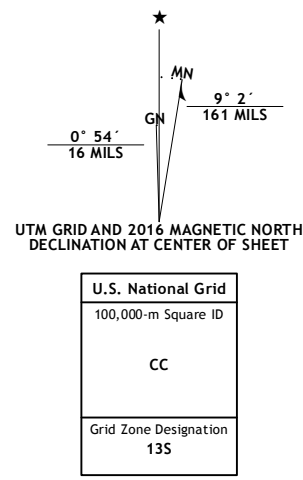 ★
MN
9° 2´
161 MILS
GN
0° 54´
16 MILS
UTM GRID AND 2016 MAGNETIC NORTH
DECLINATION AT CENTER OF SHEET
U.S. National Grid
100,000-m Square ID
CC
Grid Zone Designation
13S